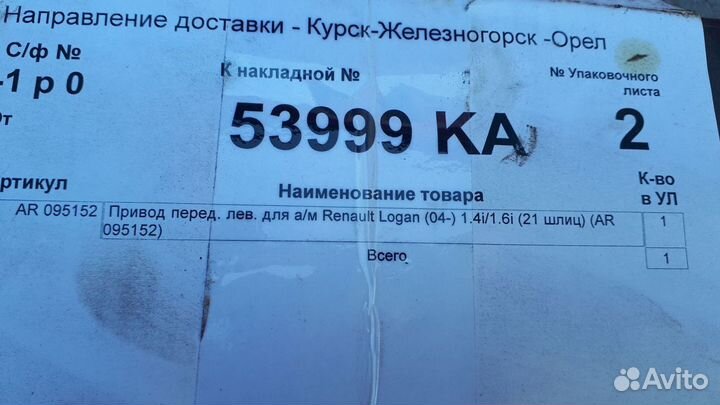 Направление доставки - Курск-Железногорск -Орел
С/ф №
К накладной №
№ Упаковочного
листа
-1 р 0
от
53999 КА
2
артикул
Наименование товара
К-во
в УЛ
AR 095152
Привод перед. лев. для а/м Renault Logan (04-) 1.4i/1.6i (21 шлиц) (AR
095152)
1
Всего
1
Avito